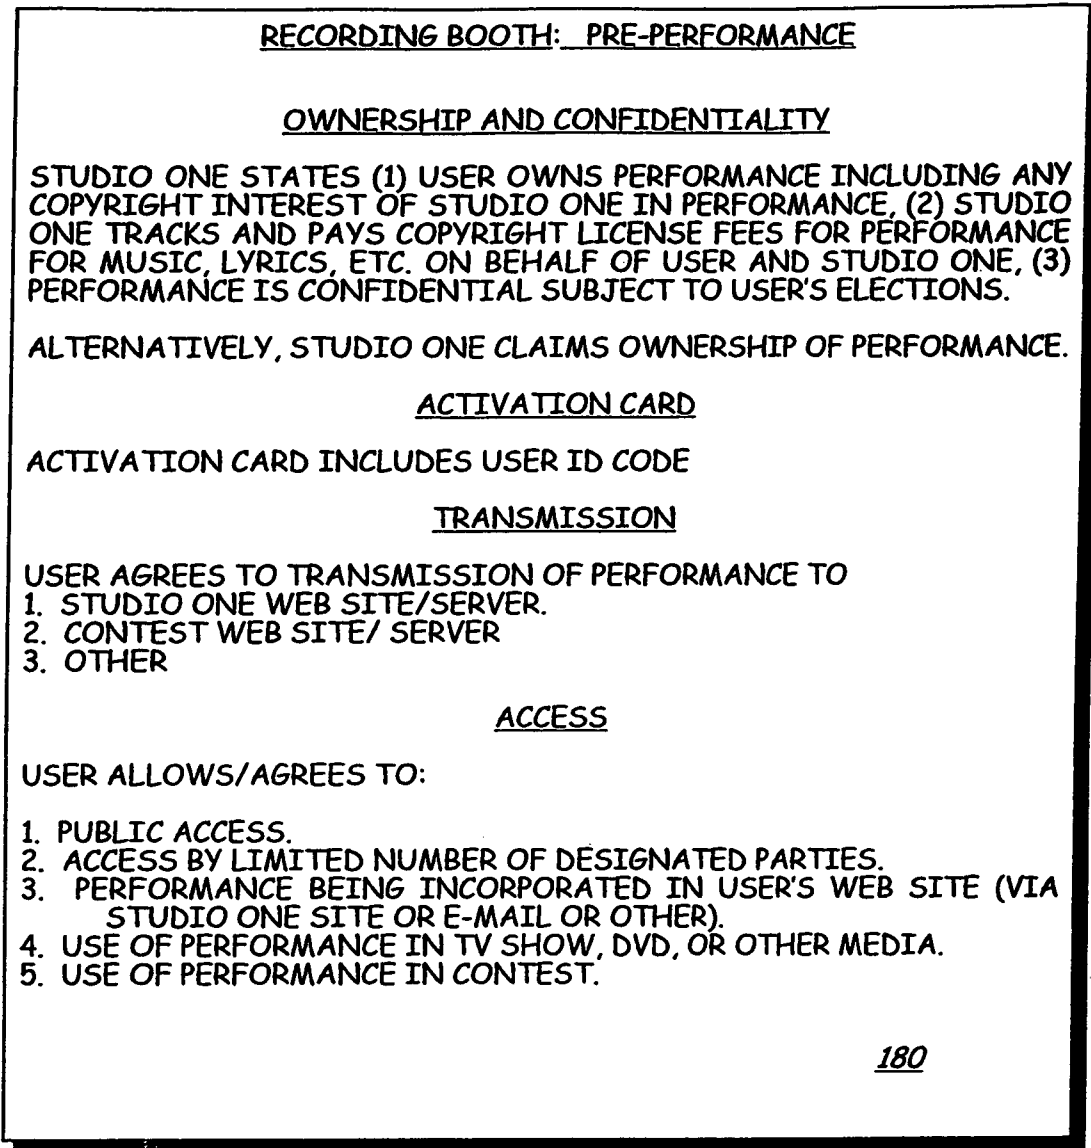 RECORDING BOOTH: PRE-PERFORMANCE
OWNERSHIP AND CONFIDENTIALITY
STUDIO ONE STATES (1) USER OWNS PERFORMANCE INCLUDING ANY
COPYRIGHT INTEREST OF STUDIO ONE IN PERFORMANCE, (2) STUDIO
ONE TRACKS AND PAYS COPYRIGHT LICENSE FEES FOR PERFORMANCE
FOR MUSIC, LYRICS, ETC. ON BEHALF OF USER AND STUDIO ONE, (3)
PERFORMANCE IS CONFIDENTIAL SUBJECT TO USER'S ELECTIONS.
ALTERNATIVELY, STUDIO ONE CLAIMS OWNERSHIP OF PERFORMANCE.
ACTIVATION CARD
ACTIVATION CARD INCLUDES USER ID CODE
TRANSMISSION
USER AGREES TO TRANSMISSION OF PERFORMANCE TO
1. STUDIO ONE WEB SITE/SERVER.
2. CONTEST WEB SITE/ SERVER
3. OTHER
ACCESS
USER ALLOWS/AGREES TO:
1. PUBLIC ACCESS.
2. ACCESS BY LIMITED NUMBER OF DESIGNATED PARTIES.
3. PERFORMANCE BEING INCORPORATED IN USER'S WEB SITE (VIA
STUDIO ONE SITE OR E-MAIL OR OTHER).
4. USE OF PERFORMANCE IN TV SHOW, DVD, OR OTHER MEDIA.
5. USE OF PERFORMANCE IN CONTEST.
180